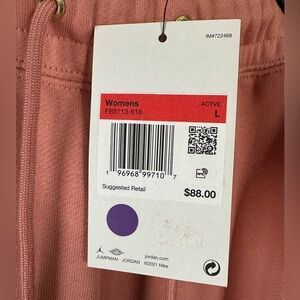 IM#722468
Womens ACTVE
FB5113-618 L
1 96968 99710 7
Suggested Retail
$88.00
JUMPMAN JORDAN
jordan.com
©2021 Nike